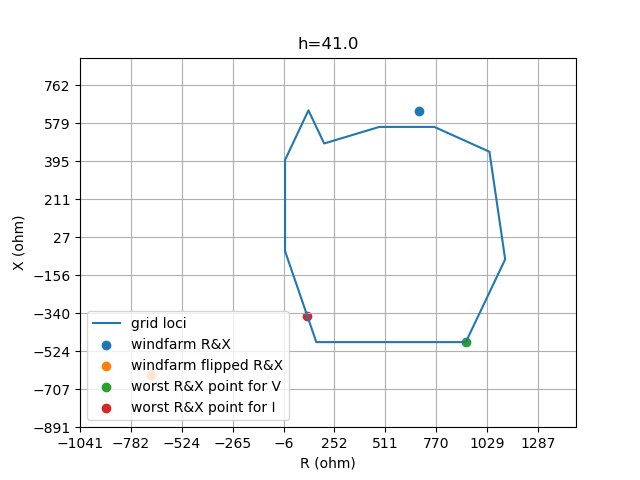 h=41.0
X (ohm)
762
579
395
211
27
−156
−340
−524
−707
−891
grid loci
windfarm R&X
windfarm flipped R&X
worst R&X point for V
worst R&X point for I
−1041 −782 −524 −265 −6 252 511 770 1029 1287
R (ohm)